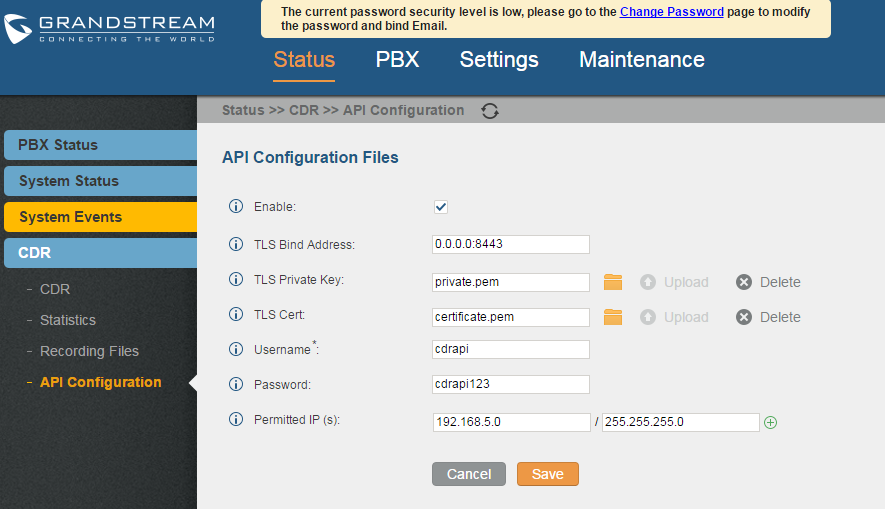 GRANDSTREAM
CONNECTING THE WORLD
The current password security level is low, please go to the Change Password page to modify
the password and bind Email.
Status PBX Settings Maintenance
Status >> CDR >> API Configuration
PBX Status
System Status
System Events
CDR
- CDR
- Statistics
- Recording Files
- API Configuration
API Configuration Files
Enable:
TLS Bind Address: 0.0.0.0:8443
TLS Private Key: private.pem Upload Delete
TLS Cert: certificate.pem Upload Delete
Username*: cdrapi
Password: cdrapi123
Permitted IP (s): 192.168.5.0 / 255.255.255.0
Cancel Save